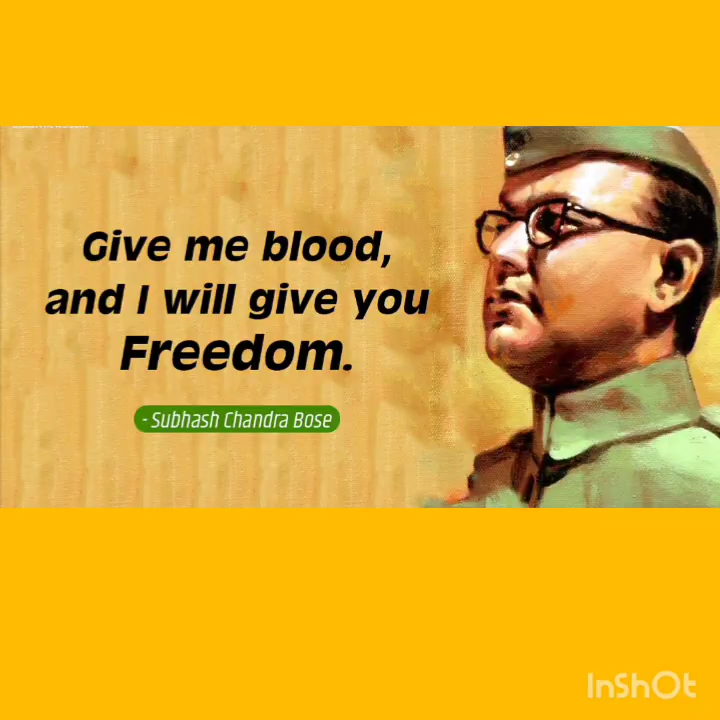 Give me blood,
and I will give you
Freedom.
- Subhash Chandra Bose
InShOt